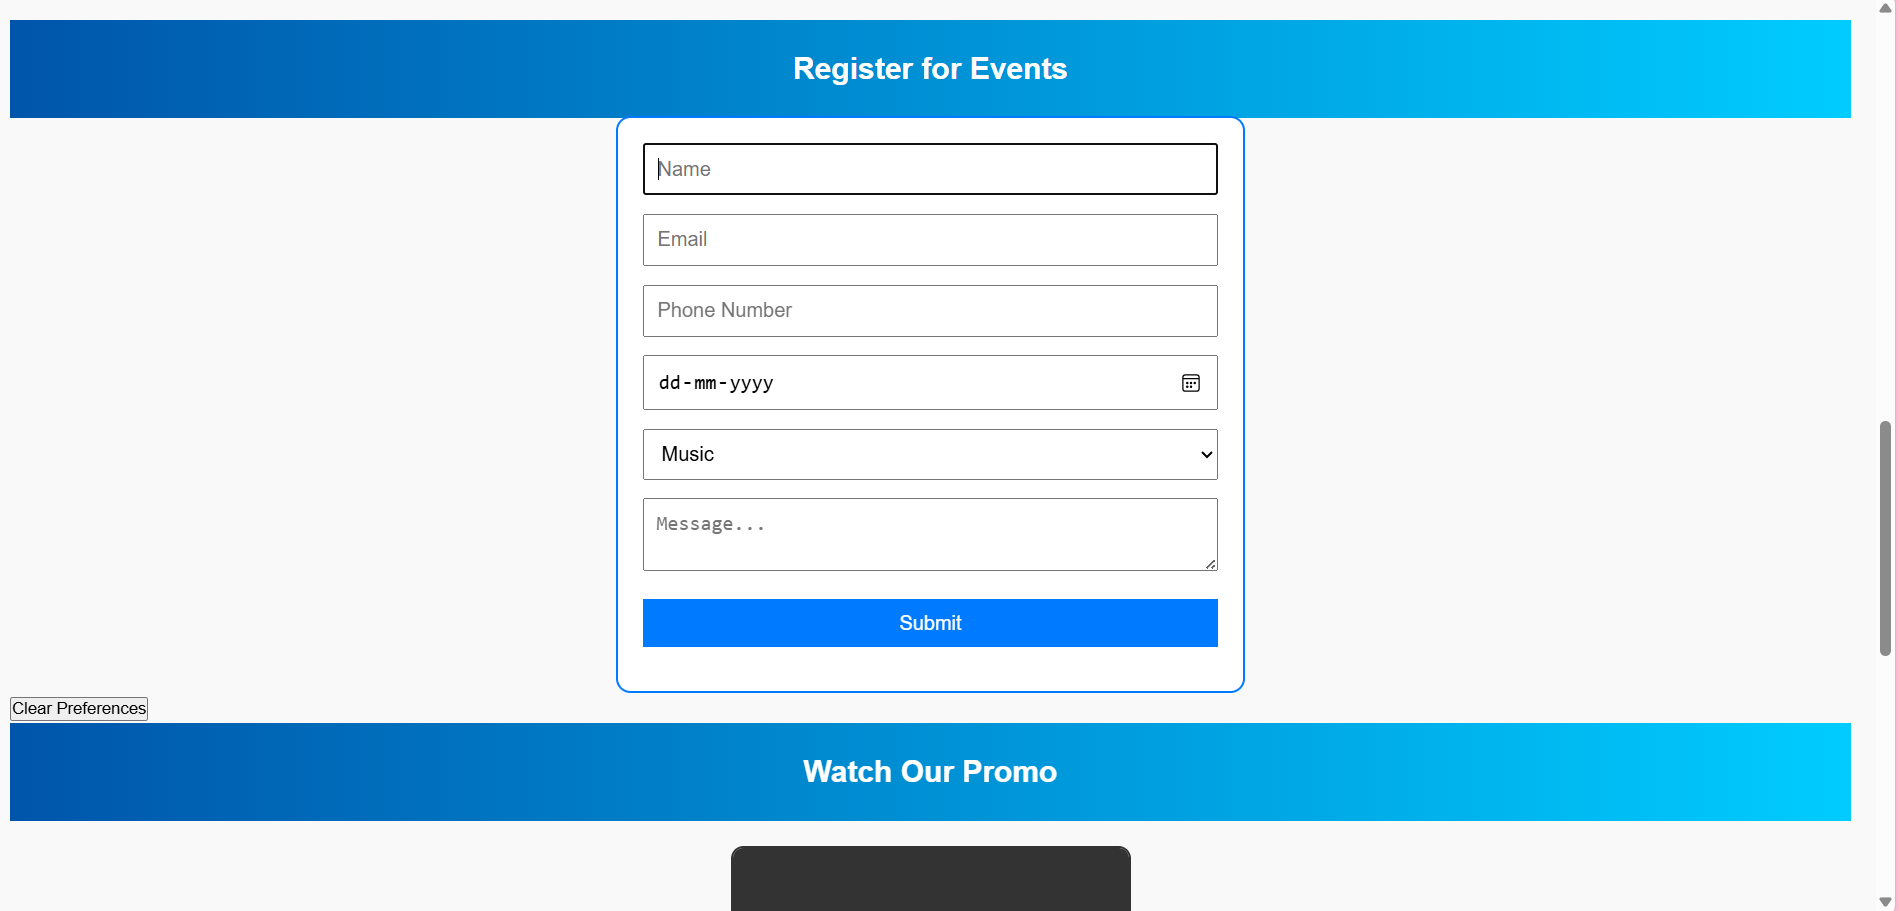 Register for Events
Name
Email
Phone Number
dd-mm-yyyy
Music
Message...
Submit
Clear Preferences
Watch Our Promo